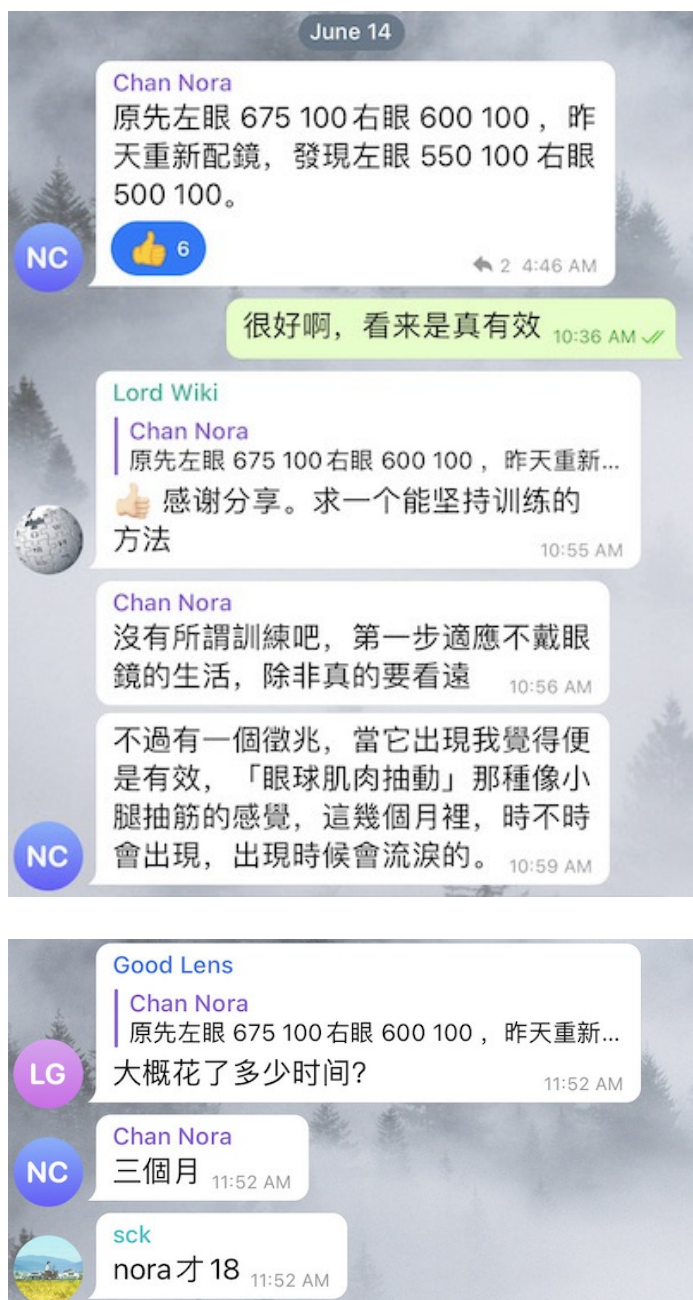 June 14
Chan Nora
原先左眼 675 100右眼 600 100 ，昨
天重新配鏡，發現左眼 550 100 右眼
500 100。
NC
👍 6
2 4:46 AM
很好啊，看来是真有效 10:36 AM
Lord Wiki
Chan Nora
原先左眼 675 100右眼 600 100 ，昨天重新...
👍🏻 感谢分享。求一个能坚持训练的
方法
10:55 AM
Chan Nora
沒有所謂訓練吧，第一步適應不戴眼
鏡的生活，除非真的要看遠 10:56 AM
不過有一個徵兆，當它出現我覺得便
是有效，「眼球肌肉抽動」那種像小
腿抽筋的感覺，這幾個月裡，時不時
會出現，出現時候會流淚的。 10:59 AM
NC
Good Lens
Chan Nora
原先左眼 675 100右眼 600 100 ，昨天重新...
LG
大概花了多少时间？
11:52 AM
Chan Nora
NC
三個月 11:52 AM
sck
nora才 18 11:52 AM